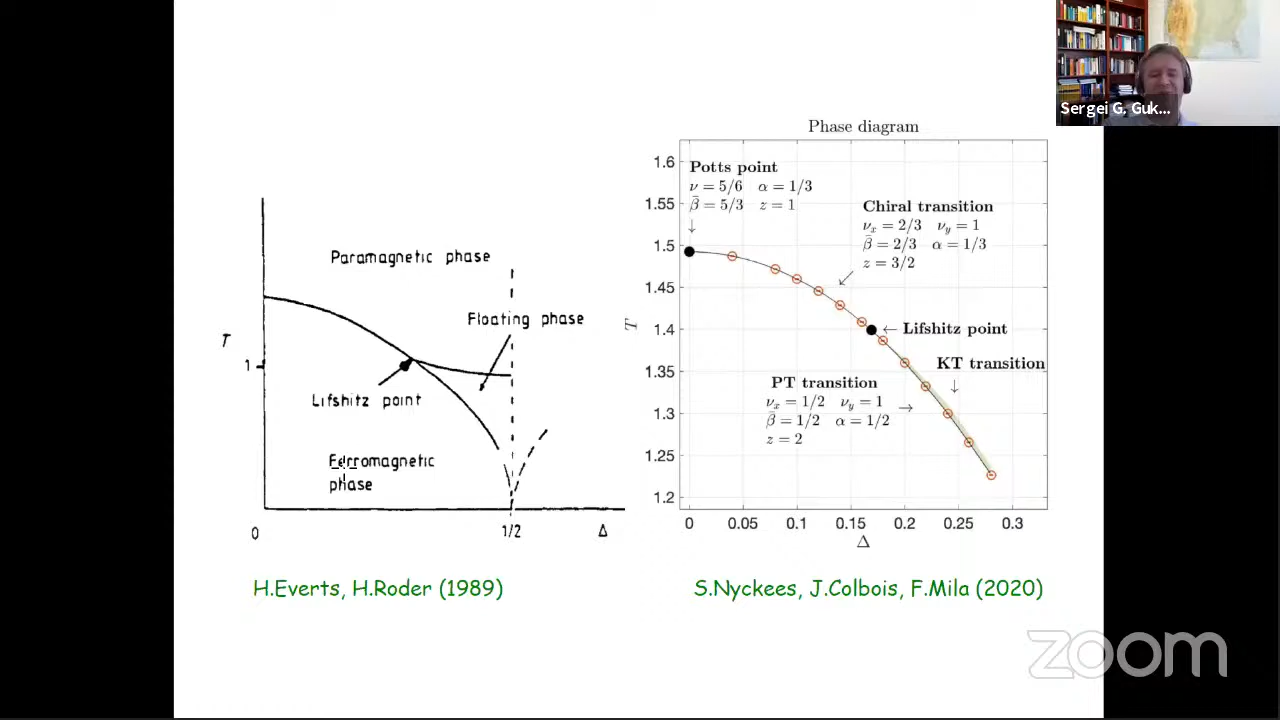 Sergei G. Guk...
Paramagnetic phase
Floating phase
T
1
Lifshitz point
Ferromagnetic
phase
0
1/2
Δ
H.Everts, H.Roder (1989)
Phase diagram
1.6
1.55
1.5
1.45
1.4
1.35
1.3
1.25
1.2
T
Potts point
ν = 5/6 α = 1/3
β̄ = 5/3 z = 1
↓
Chiral transition
νₓ = 2/3 ν_y = 1
β̄ = 2/3 α = 1/3
z = 3/2
← Lifshitz point
KT transition
PT transition
νₓ = 1/2 ν_y = 1
β̄ = 1/2 α = 1/2
z = 2
0 0.05 0.1 0.15 0.2 0.25 0.3
Δ
S.Nyckees, J.Colbois, F.Mila (2020)
zoom